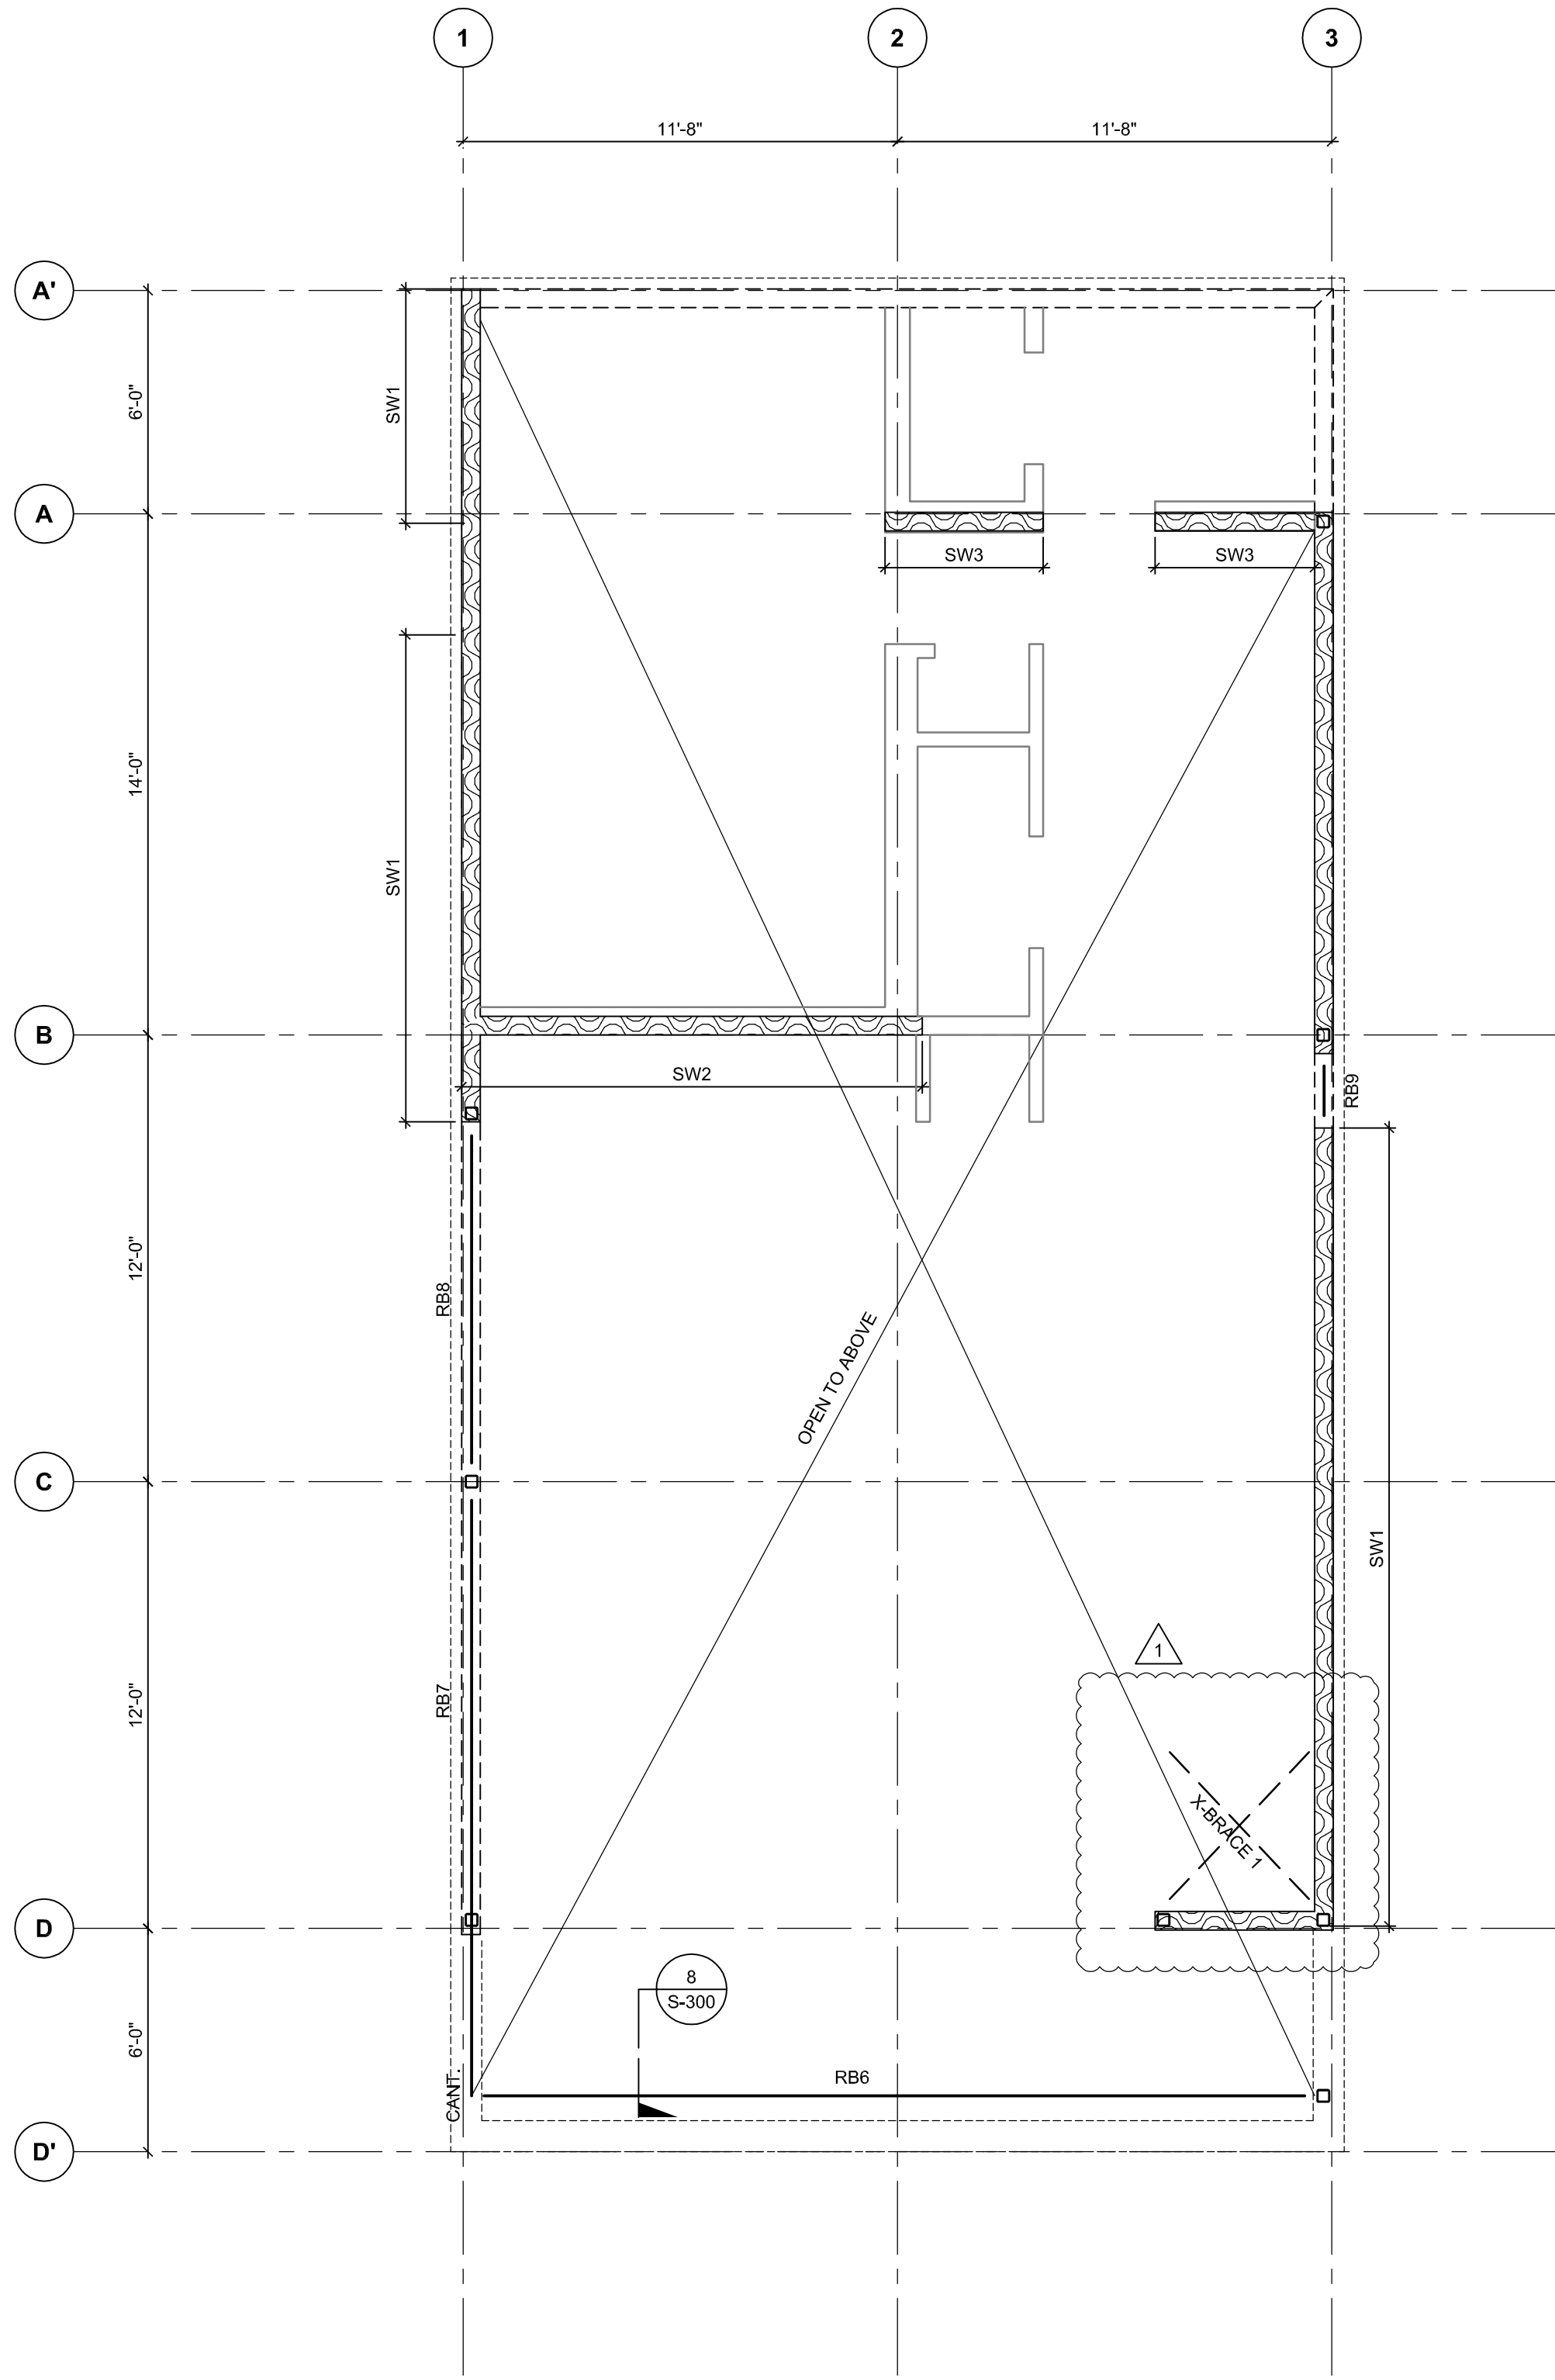 1
2
3
11'-8"
11'-8"
A'
6'-0"
SW1
A
SW3
SW3
14'-0"
SW1
B
SW2
RB9
12'-0"
RB8
OPEN TO ABOVE
C
SW1
1
12'-0"
RB7
X-BRACE 1
D
8
S-300
6'-0"
CANT.
RB6
D'